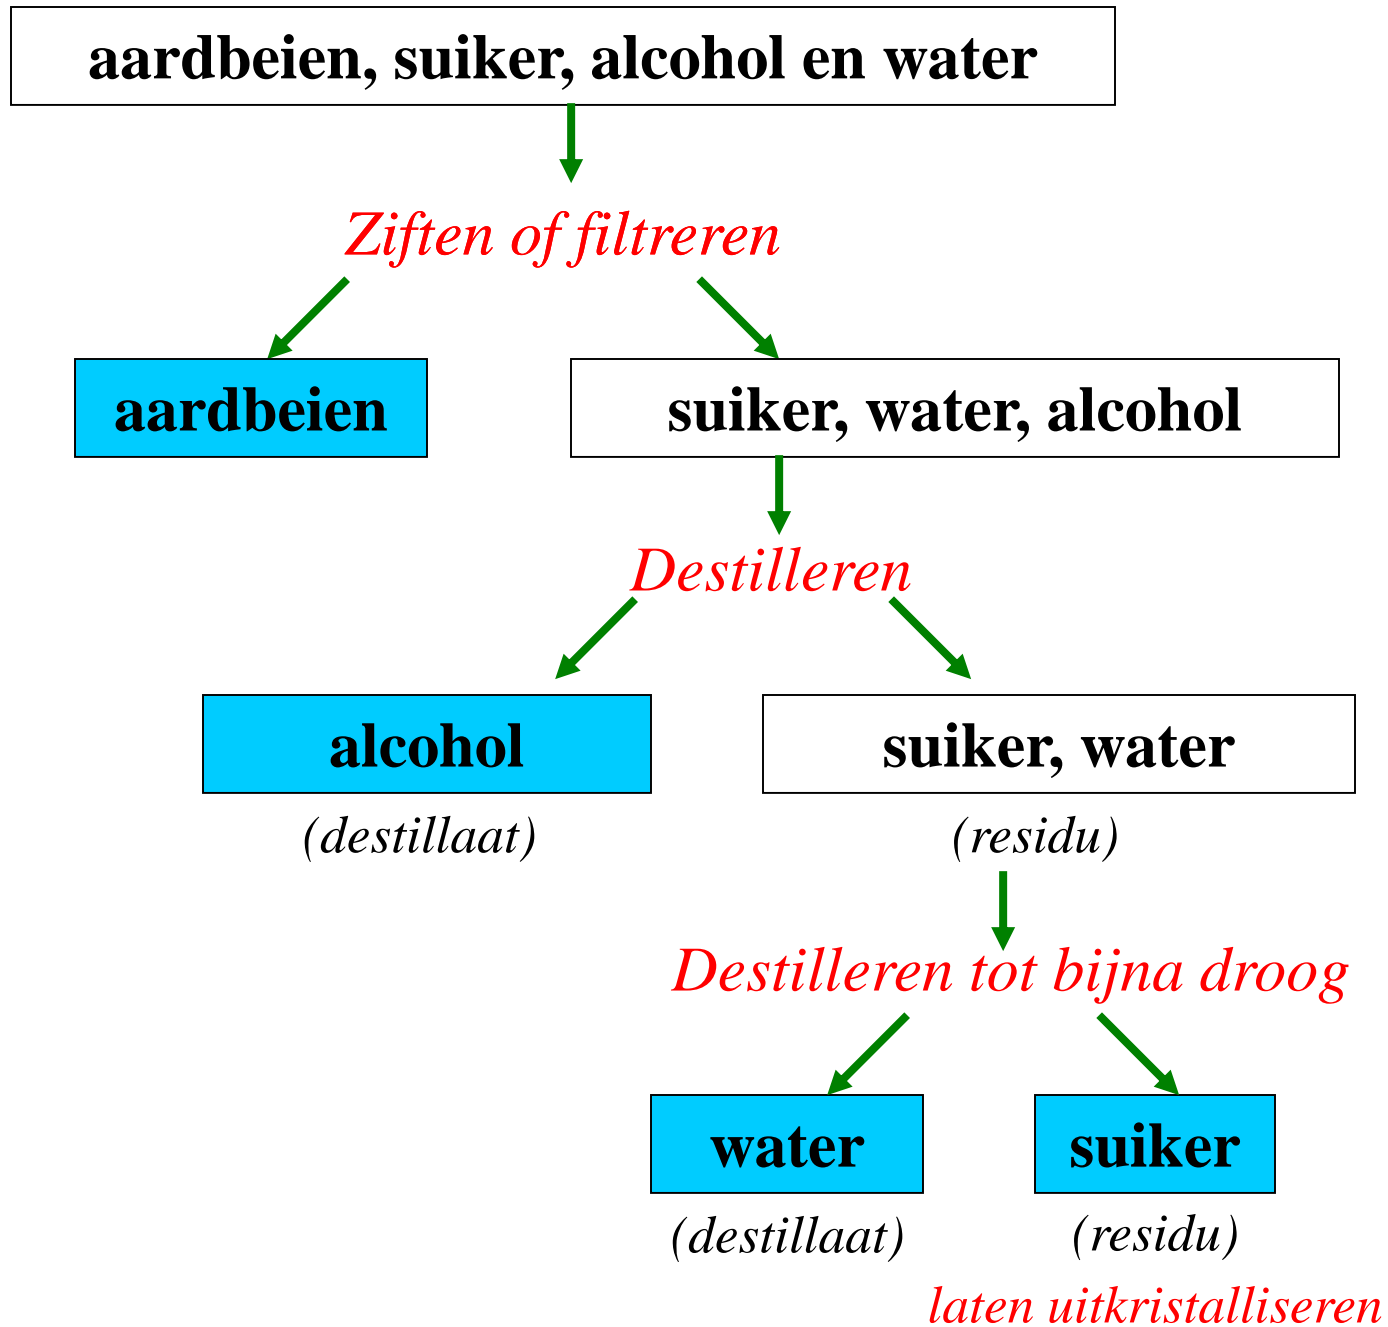 aardbeien, suiker, alcohol en water
Ziften of filtreren
aardbeien
suiker, water, alcohol
Destilleren
alcohol
suiker, water
(destillaat)
(residu)
Destilleren tot bijna droog
water
suiker
(destillaat)
(residu)
laten uitkristalliseren